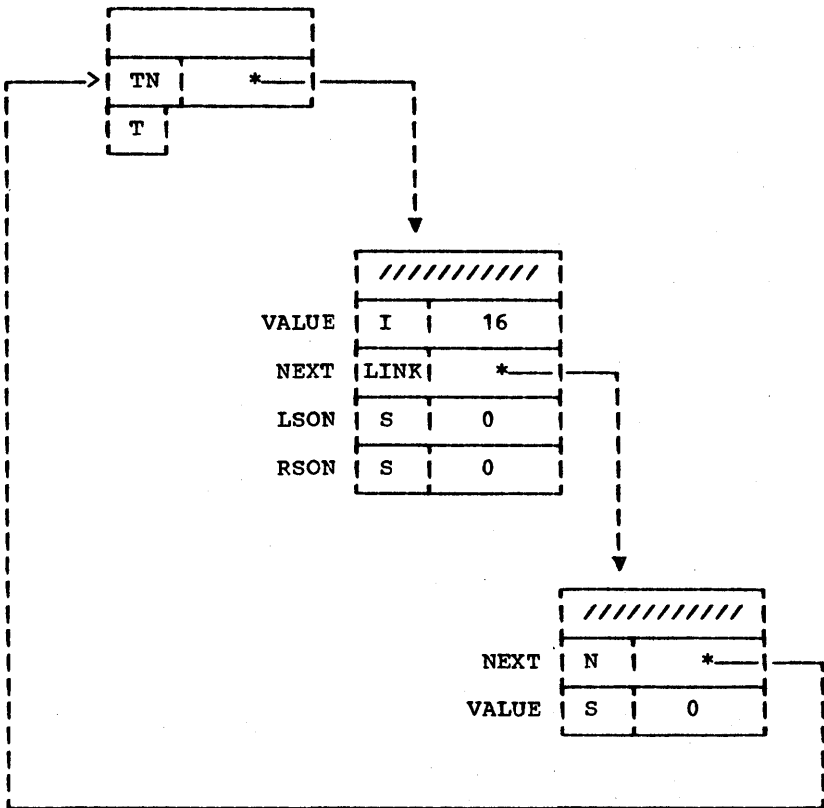 TN *
T
///////////
VALUE I 16
NEXT LINK *
LSON S 0
RSON S 0
///////////
NEXT N *
VALUE S 0